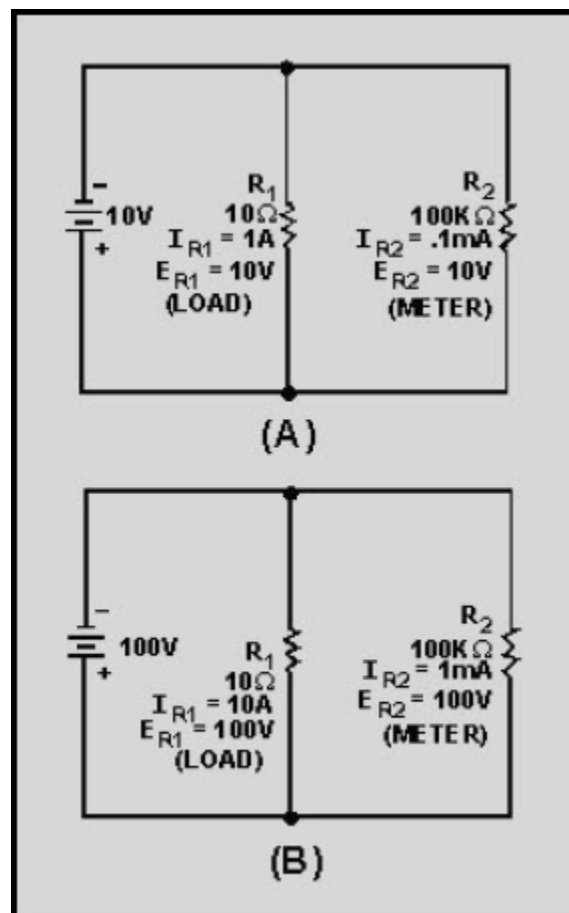 -
10V
+
R1
10Ω
IR1 = 1A
ER1 = 10V
(LOAD)
R2
100K Ω
IR2 = .1mA
ER2 = 10V
(METER)
(A)
-
100V
+
R1
10Ω
IR1 = 10A
ER1 = 100V
(LOAD)
R2
100K Ω
IR2 = 1mA
ER2 = 100V
(METER)
(B)